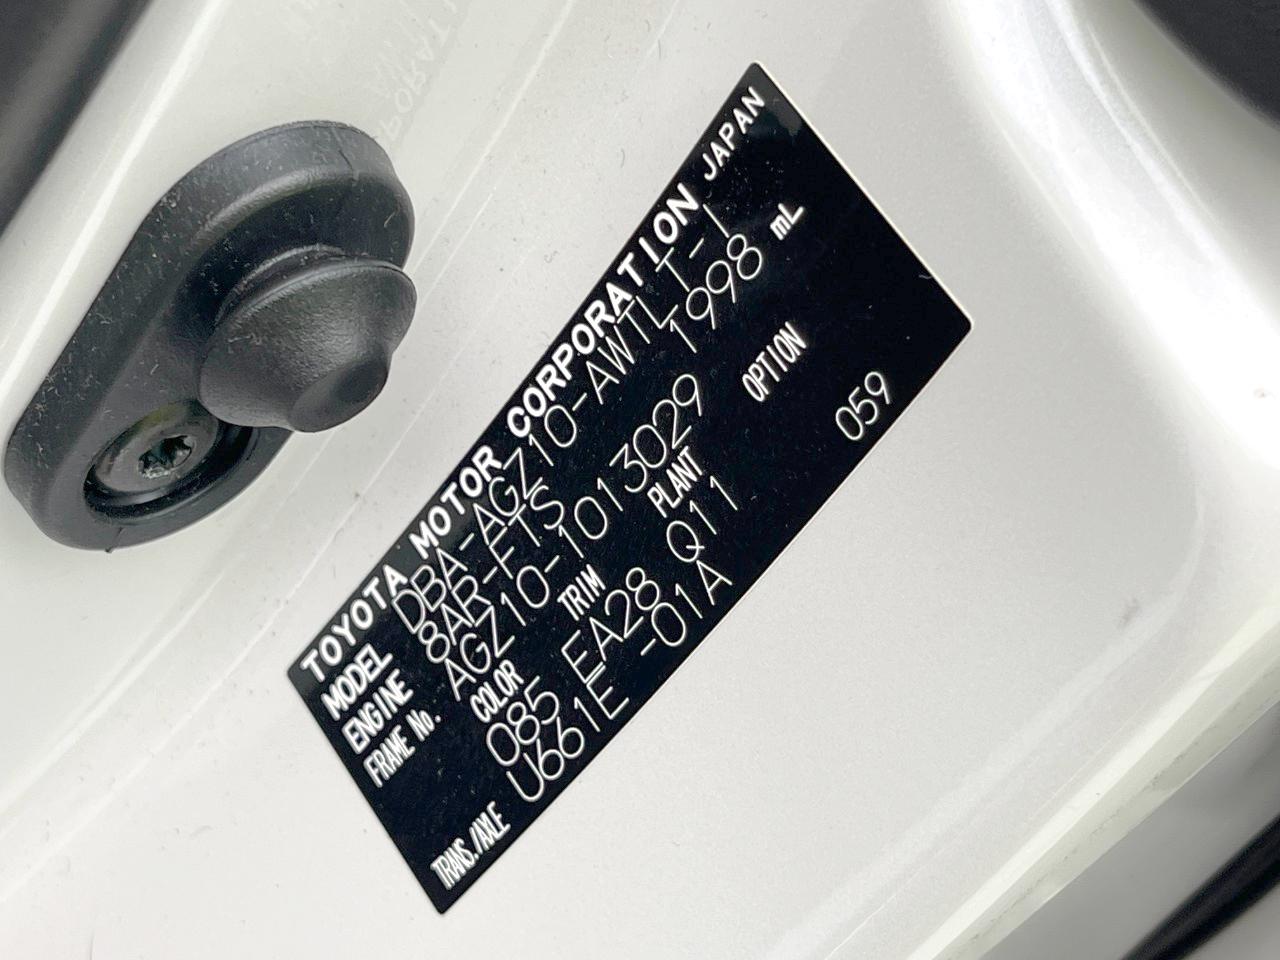 TOYOTA MOTOR CORPORATION JAPAN
MODEL DBA-AGZ10-AWTLT-I
ENGINE 8AR-FTS 1998 mL
FRAME No. AGZ10-1013029
COLOR TRIM PLANT OPTION
085 EA28 Q11 059
TRANS./AXLE U661E -01A